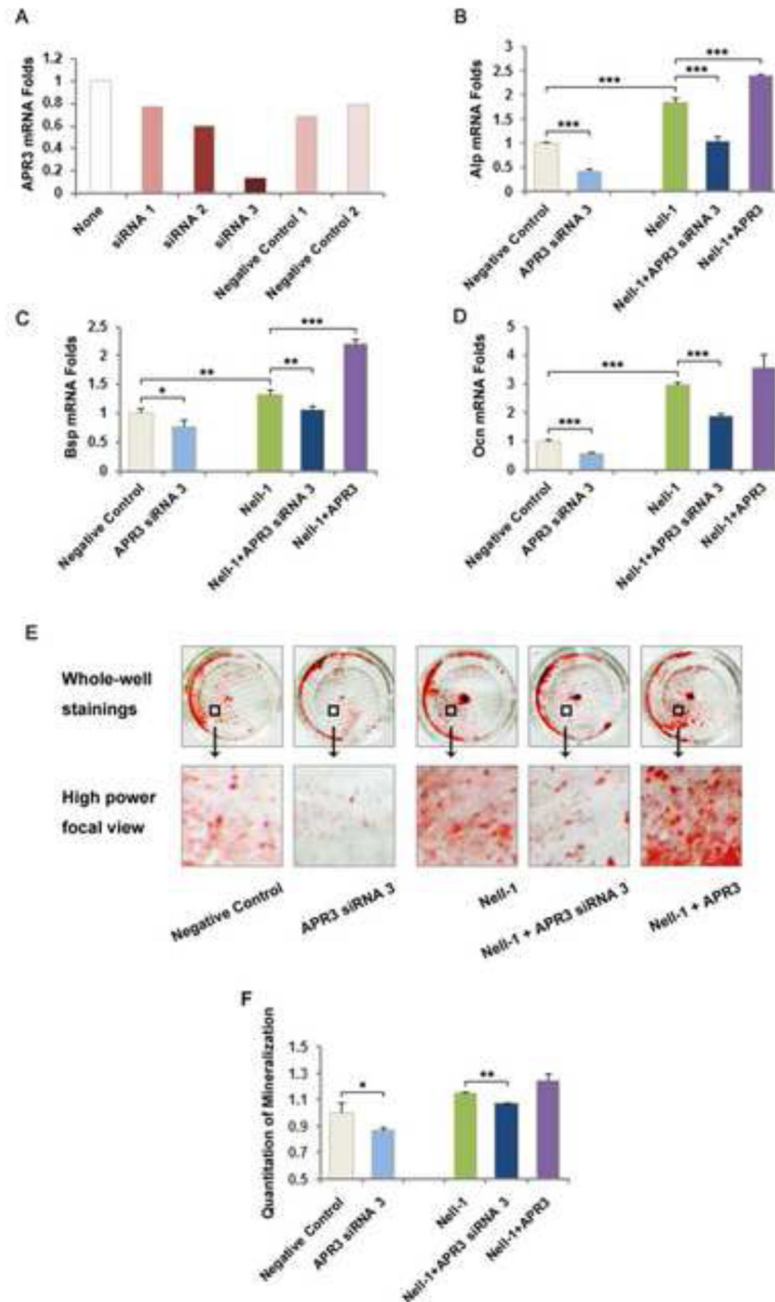 A
APR3 mRNA Folds
1.2
1
0.8
0.6
0.4
0.2
0
None
siRNA 1
siRNA 2
siRNA 3
Negative Control 1
Negative Control 2
B
Alp mRNA Folds
3
2.5
2
1.5
1
0.5
0
***
***
***
***
Negative Control
APR3 siRNA 3
Nell-1
Nell-1+APR3 siRNA 3
Nell-1+APR3
C
Bsp mRNA Folds
2.5
2
1.5
1
0.5
0
***
**
**
*
Negative Control
APR3 siRNA 3
Nell-1
Nell-1+APR3 siRNA 3
Nell-1+APR3
D
Ocn mRNA Folds
5
4
3
2
1
0
***
***
***
Negative Control
APR3 siRNA 3
Nell-1
Nell-1+APR3 siRNA 3
Nell-1+APR3
E
Whole-well
stainings
High power
focal view
Negative Control
APR3 siRNA 3
Nell-1
Nell-1 + APR3 siRNA 3
Nell-1 + APR3
F
Quantitation of Mineralization
1.5
1.3
1.1
0.9
0.7
0.5
*
**
Negative Control
APR3 siRNA 3
Nell-1
Nell-1+APR3 siRNA 3
Nell-1+APR3